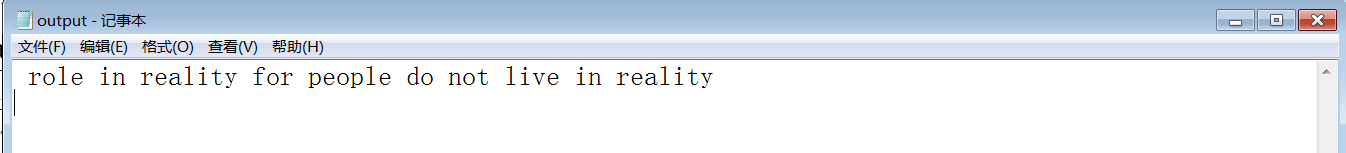 output - 记事本
文件(F) 编辑(E) 格式(O) 查看(V) 帮助(H)
role in reality for people do not live in reality